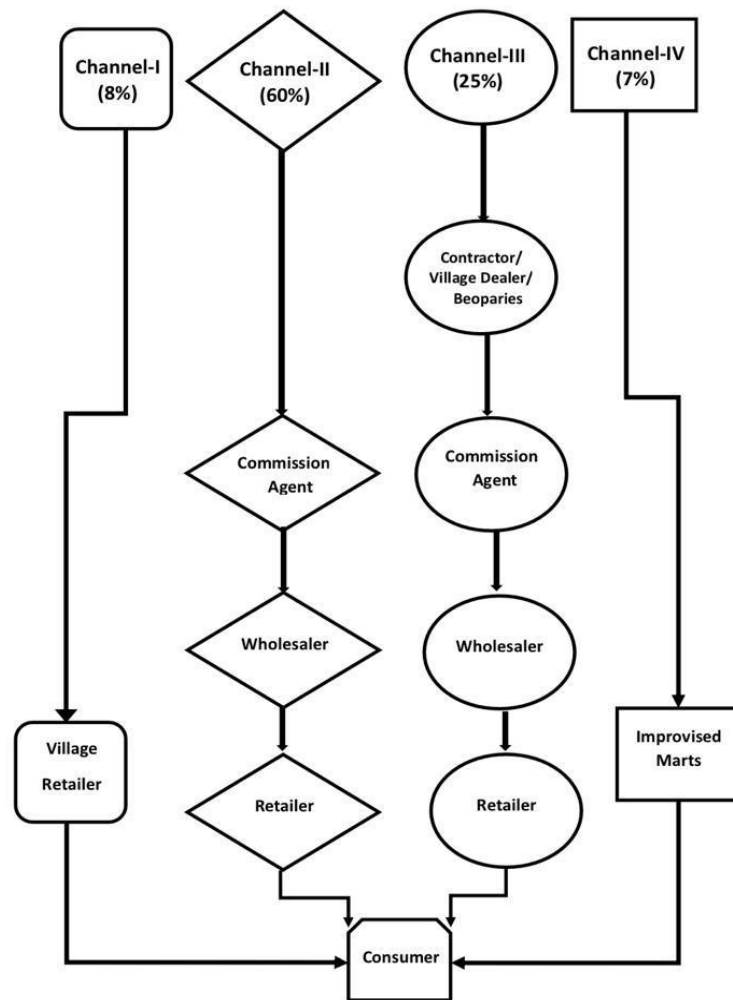 Channel-I
(8%)
Channel-II
(60%)
Channel-III
(25%)
Channel-IV
(7%)
Contractor/
Village Dealer/
Beoparies
Commission
Agent
Commission
Agent
Wholesaler
Wholesaler
Village
Retailer
Retailer
Retailer
Improvised
Marts
Consumer